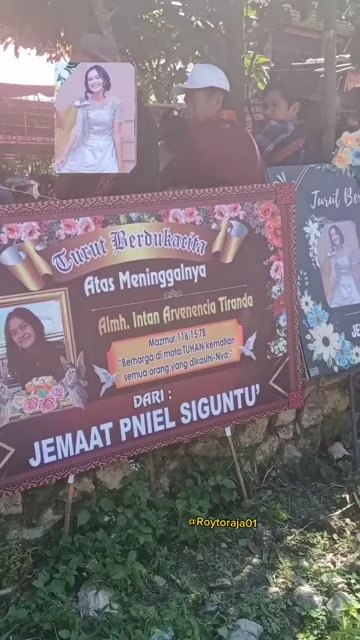 Turut Berdukacita
Atas Meninggalnya
Almh. Intan Arvenencia Tiranda
Mazmur 116:15 TB
"Berharga di mata TUHAN kematian
semua orang yang dikasihi-Nya."
DARI :
JEMAAT PNIEL SIGUNTU'
Turut Be
@Roytoraja01